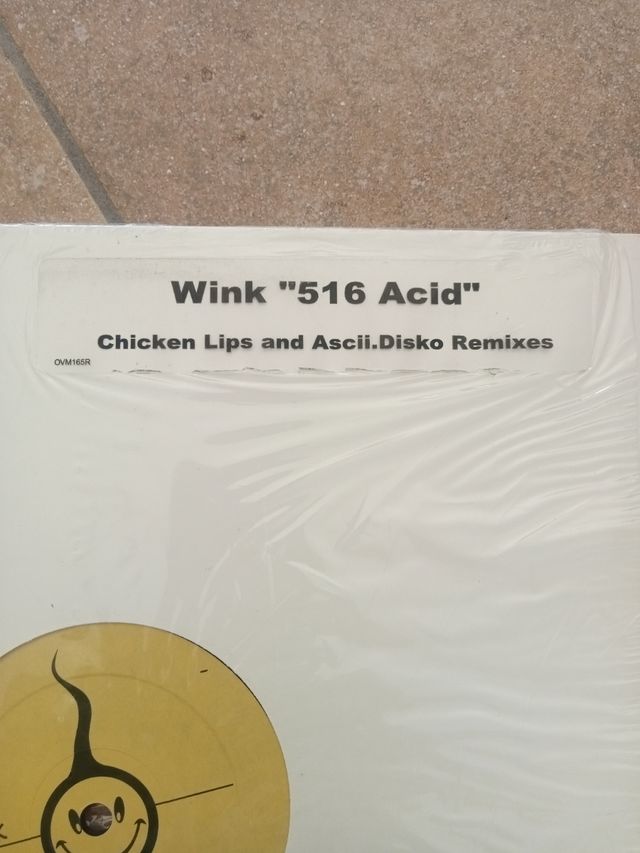 Wink "516 Acid"
Chicken Lips and Ascii.Disko Remixes
OVM165R